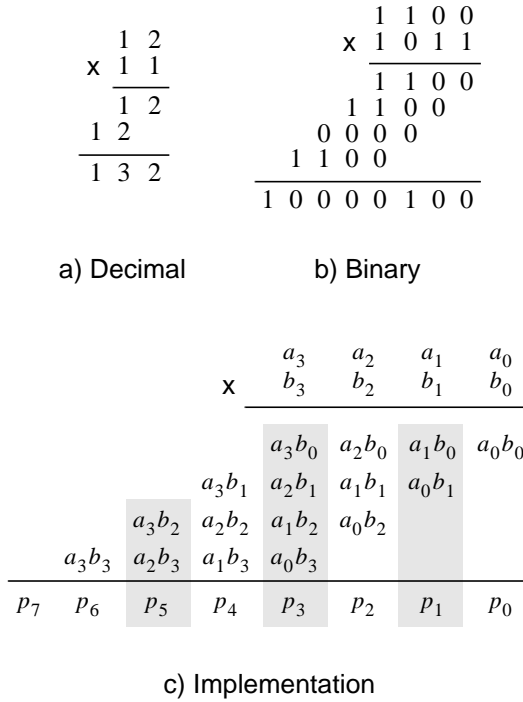 1 2
x 1 1
1 2
1 2
1 3 2
a) Decimal
1 1 0 0
x 1 0 1 1
1 1 0 0
1 1 0 0
0 0 0 0
1 1 0 0
1 0 0 0 0 1 0 0
b) Binary
a3 a2 a1 a0
x b3 b2 b1 b0
a3b0 a2b0 a1b0 a0b0
a3b1 a2b1 a1b1 a0b1
a3b2 a2b2 a1b2 a0b2
a3b3 a2b3 a1b3 a0b3
p7 p6 p5 p4 p3 p2 p1 p0
c) Implementation